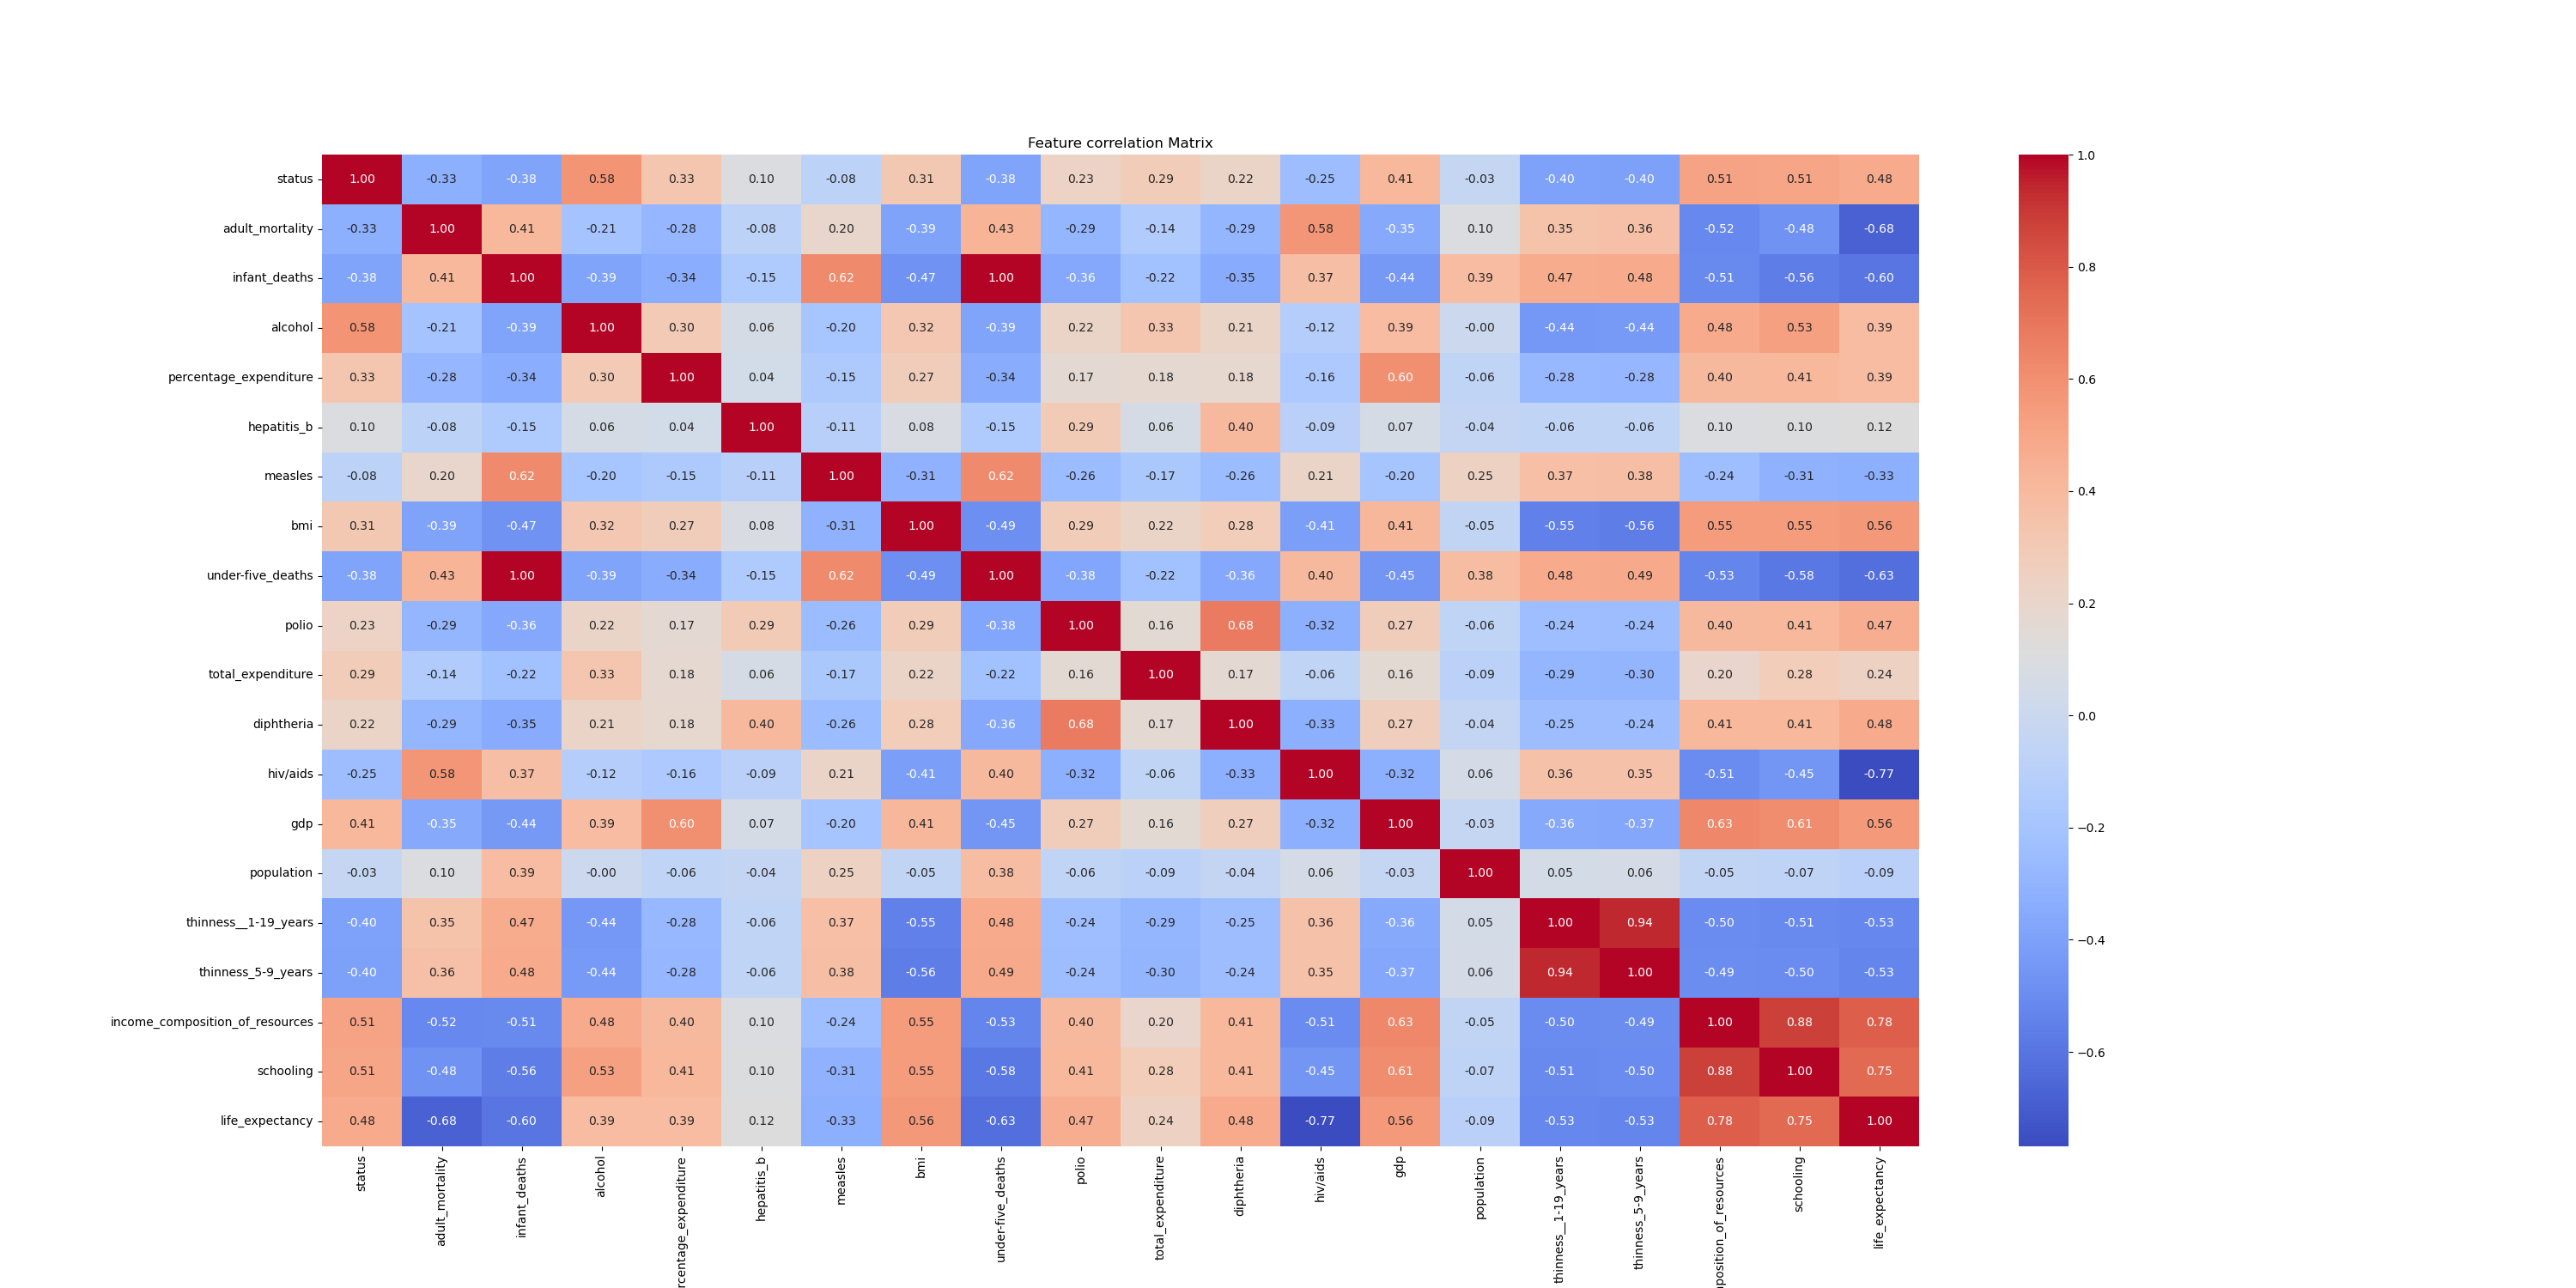 Feature correlation Matrix
status 1.00 -0.33 -0.38 0.58 0.33 0.10 -0.08 0.31 -0.38 0.23 0.29 0.22 -0.25 0.41 -0.03 -0.40 -0.40 0.51 0.51 0.48
adult_mortality -0.33 1.00 0.41 -0.21 -0.28 -0.08 0.20 -0.39 0.43 -0.29 -0.14 -0.29 0.58 -0.35 0.10 0.35 0.36 -0.52 -0.48 -0.68
infant_deaths -0.38 0.41 1.00 -0.39 -0.34 -0.15 0.62 -0.47 1.00 -0.36 -0.22 -0.35 0.37 -0.44 0.39 0.47 0.48 -0.51 -0.56 -0.60
alcohol 0.58 -0.21 -0.39 1.00 0.30 0.06 -0.20 0.32 -0.39 0.22 0.33 0.21 -0.12 0.39 -0.00 -0.44 -0.44 0.48 0.53 0.39
percentage_expenditure 0.33 -0.28 -0.34 0.30 1.00 0.04 -0.15 0.27 -0.34 0.17 0.18 0.18 -0.16 0.60 -0.06 -0.28 -0.28 0.40 0.41 0.39
hepatitis_b 0.10 -0.08 -0.15 0.06 0.04 1.00 -0.11 0.08 -0.15 0.29 0.06 0.40 -0.09 0.07 -0.04 -0.06 -0.06 0.10 0.10 0.12
measles -0.08 0.20 0.62 -0.20 -0.15 -0.11 1.00 -0.31 0.62 -0.26 -0.17 -0.26 0.21 -0.20 0.25 0.37 0.38 -0.24 -0.31 -0.33
bmi 0.31 -0.39 -0.47 0.32 0.27 0.08 -0.31 1.00 -0.49 0.29 0.22 0.28 -0.41 0.41 -0.05 -0.55 -0.56 0.55 0.55 0.56
under-five_deaths -0.38 0.43 1.00 -0.39 -0.34 -0.15 0.62 -0.49 1.00 -0.38 -0.22 -0.36 0.40 -0.45 0.38 0.48 0.49 -0.53 -0.58 -0.63
polio 0.23 -0.29 -0.36 0.22 0.17 0.29 -0.26 0.29 -0.38 1.00 0.16 0.68 -0.32 0.27 -0.06 -0.24 -0.24 0.40 0.41 0.47
total_expenditure 0.29 -0.14 -0.22 0.33 0.18 0.06 -0.17 0.22 -0.22 0.16 1.00 0.17 -0.06 0.16 -0.09 -0.29 -0.30 0.20 0.28 0.24
diphtheria 0.22 -0.29 -0.35 0.21 0.18 0.40 -0.26 0.28 -0.36 0.68 0.17 1.00 -0.33 0.27 -0.04 -0.25 -0.24 0.41 0.41 0.48
hiv/aids -0.25 0.58 0.37 -0.12 -0.16 -0.09 0.21 -0.41 0.40 -0.32 -0.06 -0.33 1.00 -0.32 0.06 0.36 0.35 -0.51 -0.45 -0.77
gdp 0.41 -0.35 -0.44 0.39 0.60 0.07 -0.20 0.41 -0.45 0.27 0.16 0.27 -0.32 1.00 -0.03 -0.36 -0.37 0.63 0.61 0.56
population -0.03 0.10 0.39 -0.00 -0.06 -0.04 0.25 -0.05 0.38 -0.06 -0.09 -0.04 0.06 -0.03 1.00 0.05 0.06 -0.05 -0.07 -0.09
thinness__1-19_years -0.40 0.35 0.47 -0.44 -0.28 -0.06 0.37 -0.55 0.48 -0.24 -0.29 -0.25 0.36 -0.36 0.05 1.00 0.94 -0.50 -0.51 -0.53
thinness_5-9_years -0.40 0.36 0.48 -0.44 -0.28 -0.06 0.38 -0.56 0.49 -0.24 -0.30 -0.24 0.35 -0.37 0.06 0.94 1.00 -0.49 -0.50 -0.53
income_composition_of_resources 0.51 -0.52 -0.51 0.48 0.40 0.10 -0.24 0.55 -0.53 0.40 0.20 0.41 -0.51 0.63 -0.05 -0.50 -0.49 1.00 0.88 0.78
schooling 0.51 -0.48 -0.56 0.53 0.41 0.10 -0.31 0.55 -0.58 0.41 0.28 0.41 -0.45 0.61 -0.07 -0.51 -0.50 0.88 1.00 0.75
life_expectancy 0.48 -0.68 -0.60 0.39 0.39 0.12 -0.33 0.56 -0.63 0.47 0.24 0.48 -0.77 0.56 -0.09 -0.53 -0.53 0.78 0.75 1.00
status
adult_mortality
infant_deaths
alcohol
rcentage_expenditure
hepatitis_b
measles
bmi
under-five_deaths
polio
total_expenditure
diphtheria
hiv/aids
gdp
population
thinness__1-19_years
thinness_5-9_years
position_of_resources
schooling
life_expectancy
1.0
0.8
0.6
0.4
0.2
0.0
−0.2
−0.4
−0.6